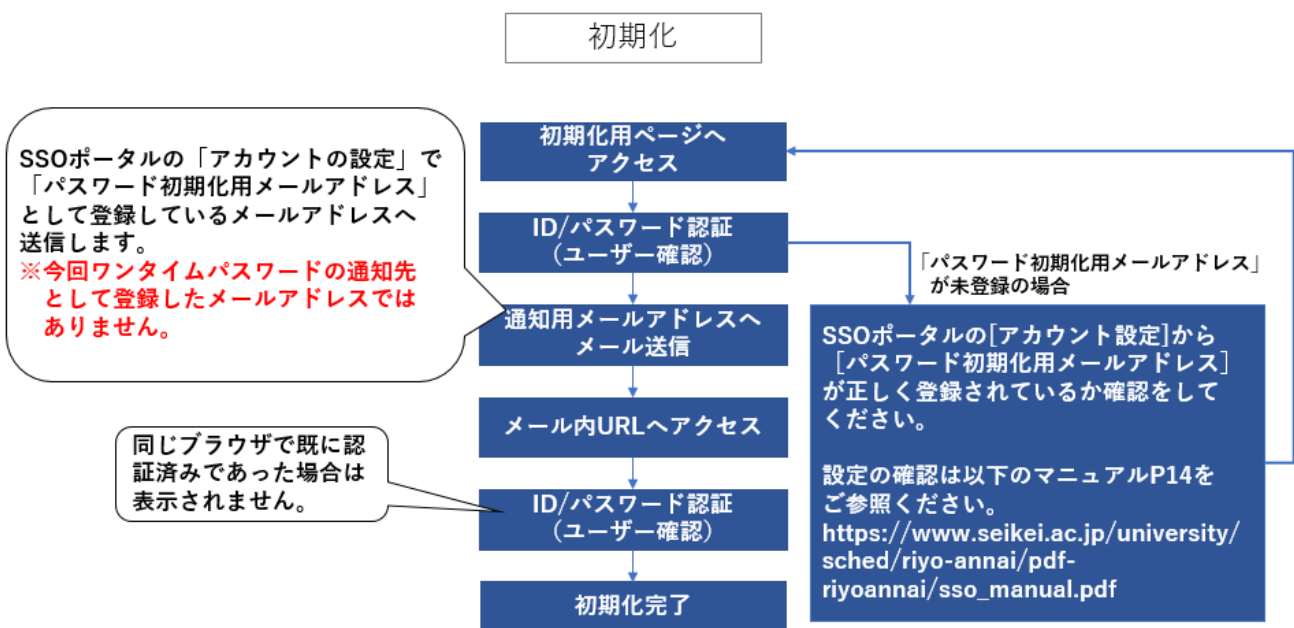 初期化
初期化用ページへ
アクセス
SSOポータルの「アカウントの設定」で
「パスワード初期化用メールアドレス」
として登録しているメールアドレスへ
送信します。
※今回ワンタイムパスワードの通知先
として登録したメールアドレスでは
ありません。
ID/パスワード認証
（ユーザー確認）
「パスワード初期化用メールアドレス」
が未登録の場合
通知用メールアドレスへ
メール送信
SSOポータルの[アカウント設定]から
［パスワード初期化用メールアドレス］
が正しく登録されているか確認をして
ください。
設定の確認は以下のマニュアルP14を
ご参照ください。
https://www.seikei.ac.jp/university/
sched/riyo-annai/pdf-
riyoannai/sso_manual.pdf
メール内URLへアクセス
同じブラウザで既に認
証済みであった場合は
表示されません。
ID/パスワード認証
（ユーザー確認）
初期化完了